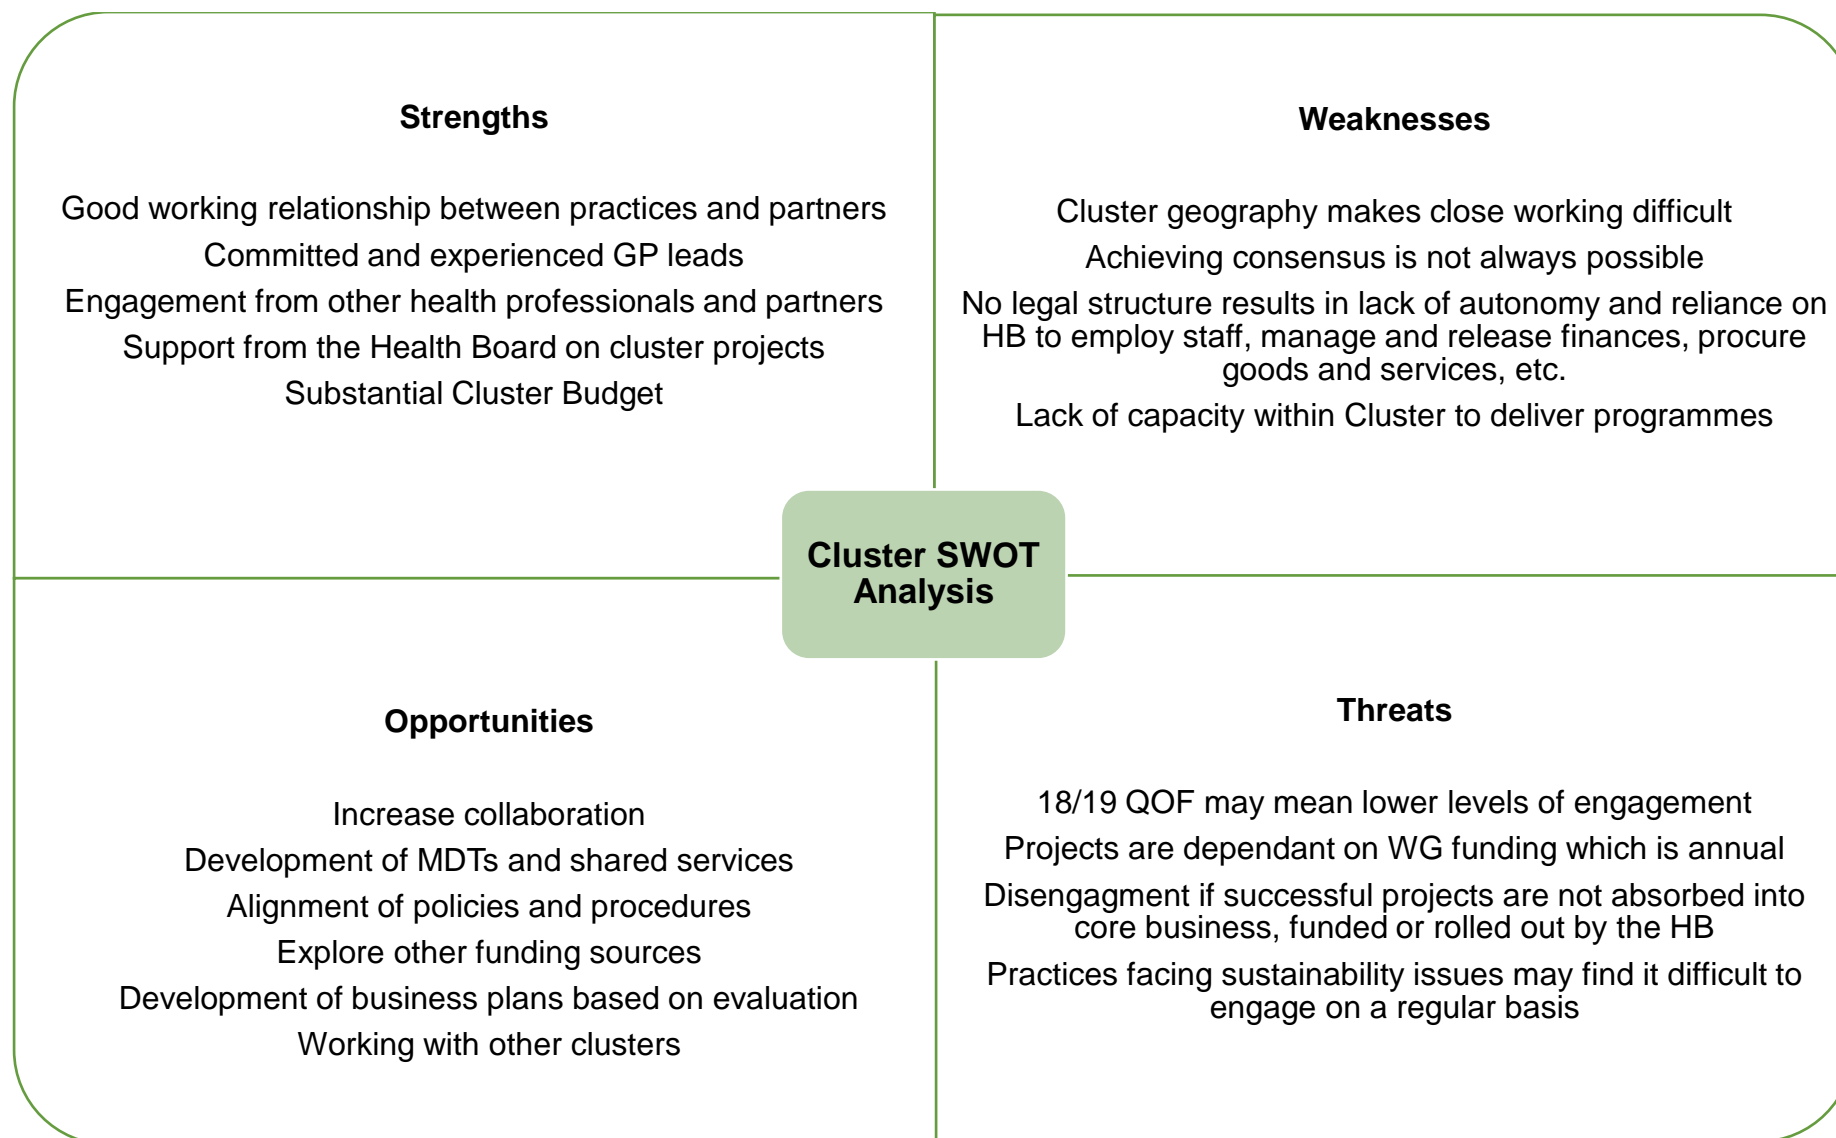 Strengths
Good working relationship between practices and partners
Committed and experienced GP leads
Engagement from other health professionals and partners
Support from the Health Board on cluster projects
Substantial Cluster Budget
Weaknesses
Cluster geography makes close working difficult
Achieving consensus is not always possible
No legal structure results in lack of autonomy and reliance on
HB to employ staff, manage and release finances, procure
goods and services, etc.
Lack of capacity within Cluster to deliver programmes
Cluster SWOT
Analysis
Opportunities
Increase collaboration
Development of MDTs and shared services
Alignment of policies and procedures
Explore other funding sources
Development of business plans based on evaluation
Working with other clusters
Threats
18/19 QOF may mean lower levels of engagement
Projects are dependant on WG funding which is annual
Disengagment if successful projects are not absorbed into
core business, funded or rolled out by the HB
Practices facing sustainability issues may find it difficult to
engage on a regular basis